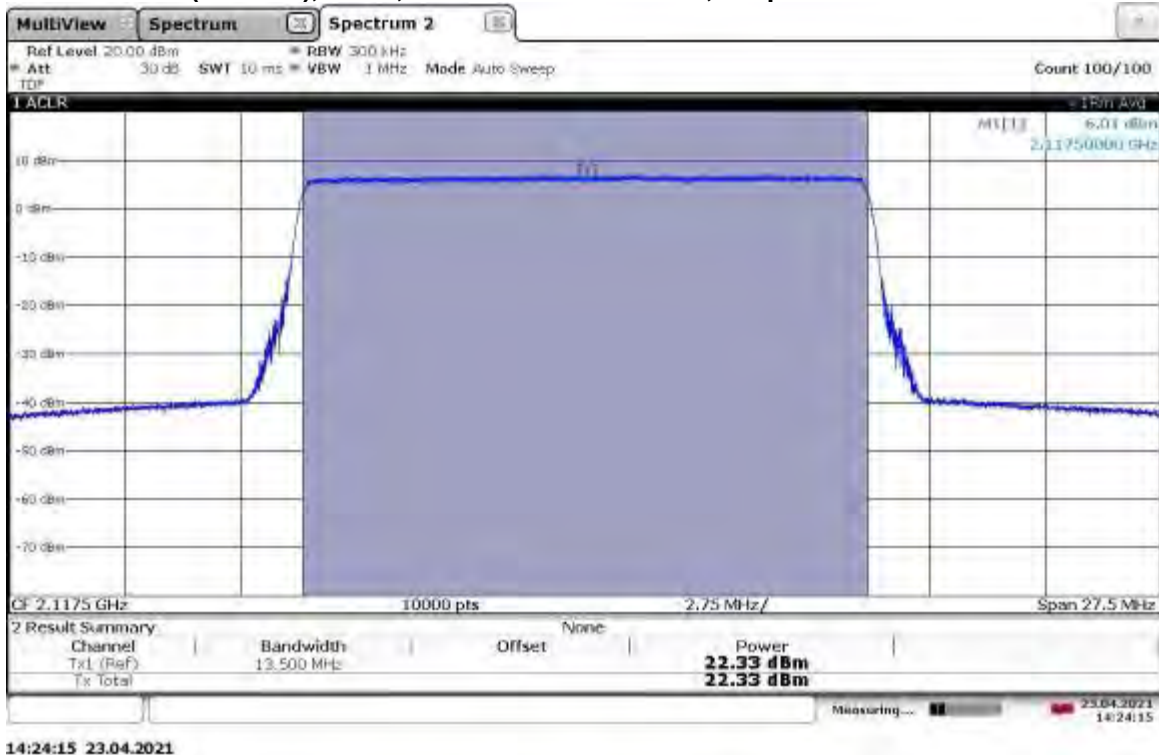 MultiView Spectrum Spectrum 2
Ref Level 20.00 dBm RBW 300 kHz
Att 30 dB SWT 10 ms VBW 1 MHz Mode Auto Sweep Count 100/100
TDF
1 ACLR 1Rm Avg
M1[1] 6.01 dBm
2.11750000 GHz
10 dBm
0 dBm
-10 dBm
-20 dBm
-30 dBm
-40 dBm
-50 dBm
-60 dBm
-70 dBm
CF 2.1175 GHz 10000 pts 2.75 MHz/ Span 27.5 MHz
2 Result Summary None
Channel Bandwidth Offset Power
Tx1 (Ref) 13.500 MHz 22.33 dBm
Tx Total 22.33 dBm
Measuring... 23.04.2021
14:24:15
14:24:15 23.04.2021